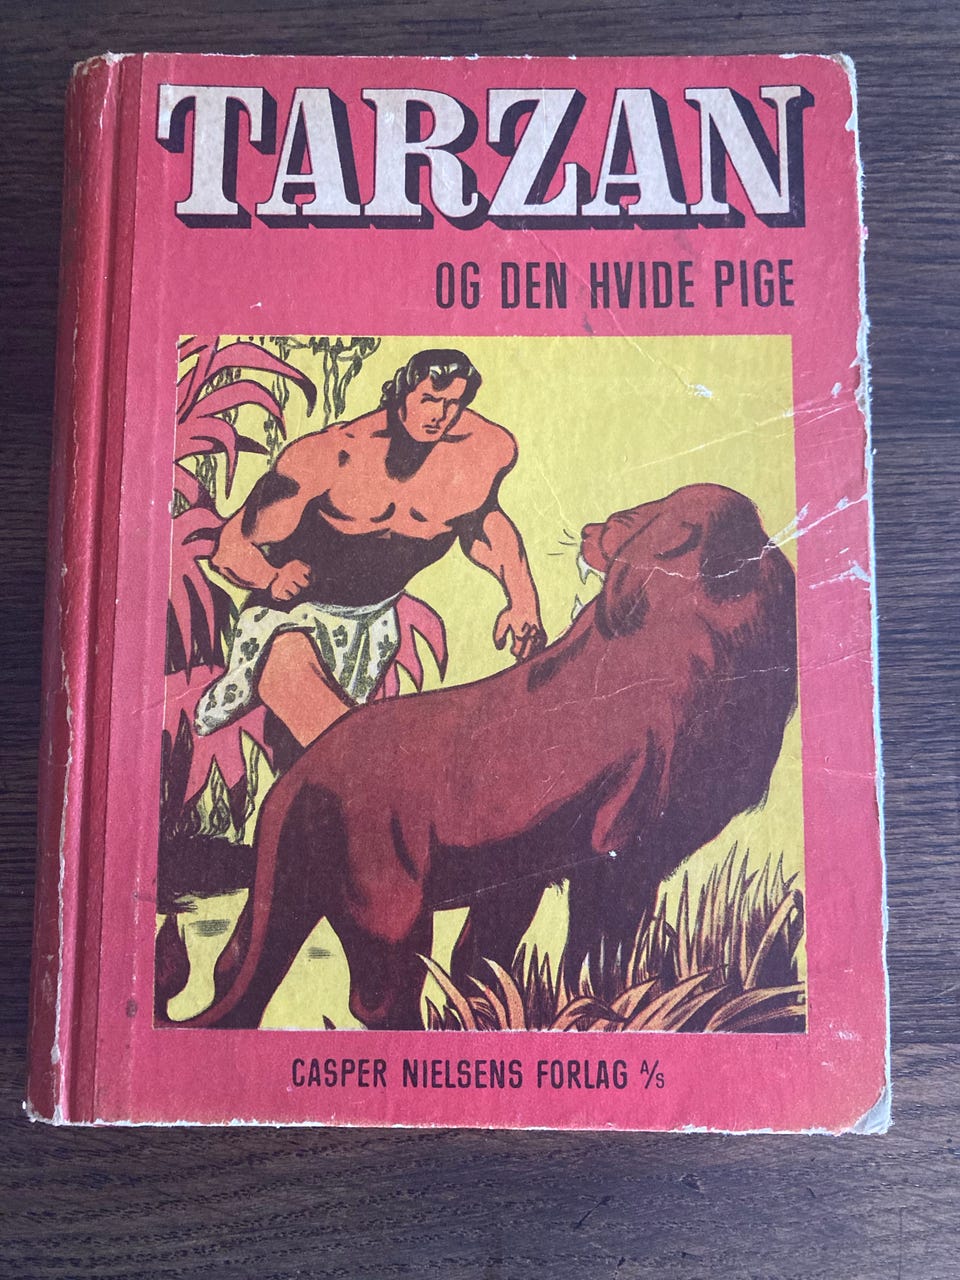 TARZAN
OG DEN HVIDE PIGE
CASPER NIELSENS FORLAG A/S